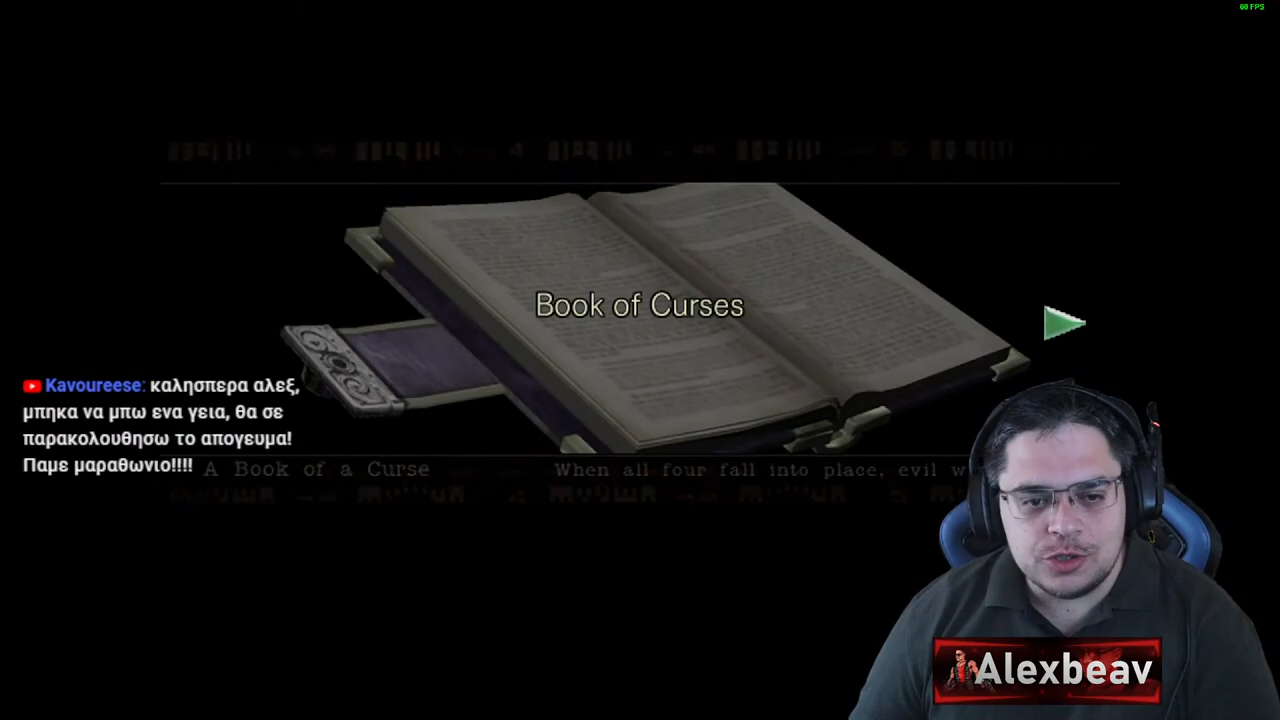 60 FPS
Book of Curses
Kavoureese: καλησπερα αλεξ,
μπηκα να μπω ενα γεια, θα σε
παρακολουθησω το απογευμα!
Παμε μαραθωνιο!!!!
A Book of a Curse
When all four fall into place, evil w
Alexbeav